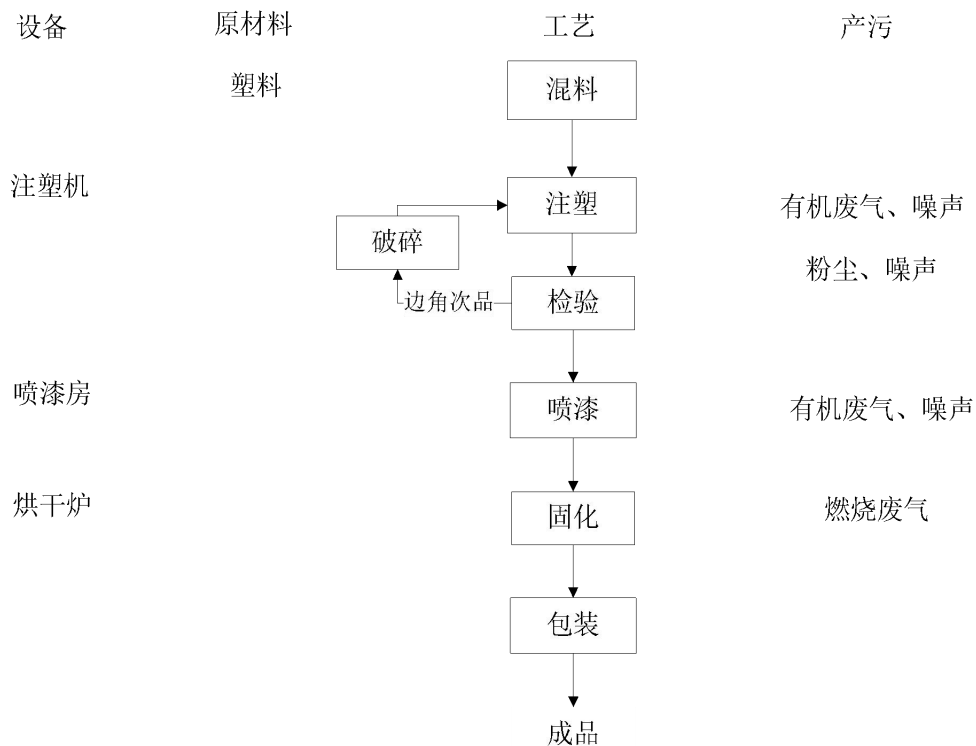 设备 原材料 工艺 产污
塑料 混料
注塑机 注塑 有机废气、噪声
破碎 粉尘、噪声
边角次品 检验
喷漆房 喷漆 有机废气、噪声
烘干炉 固化 燃烧废气
包装
成品